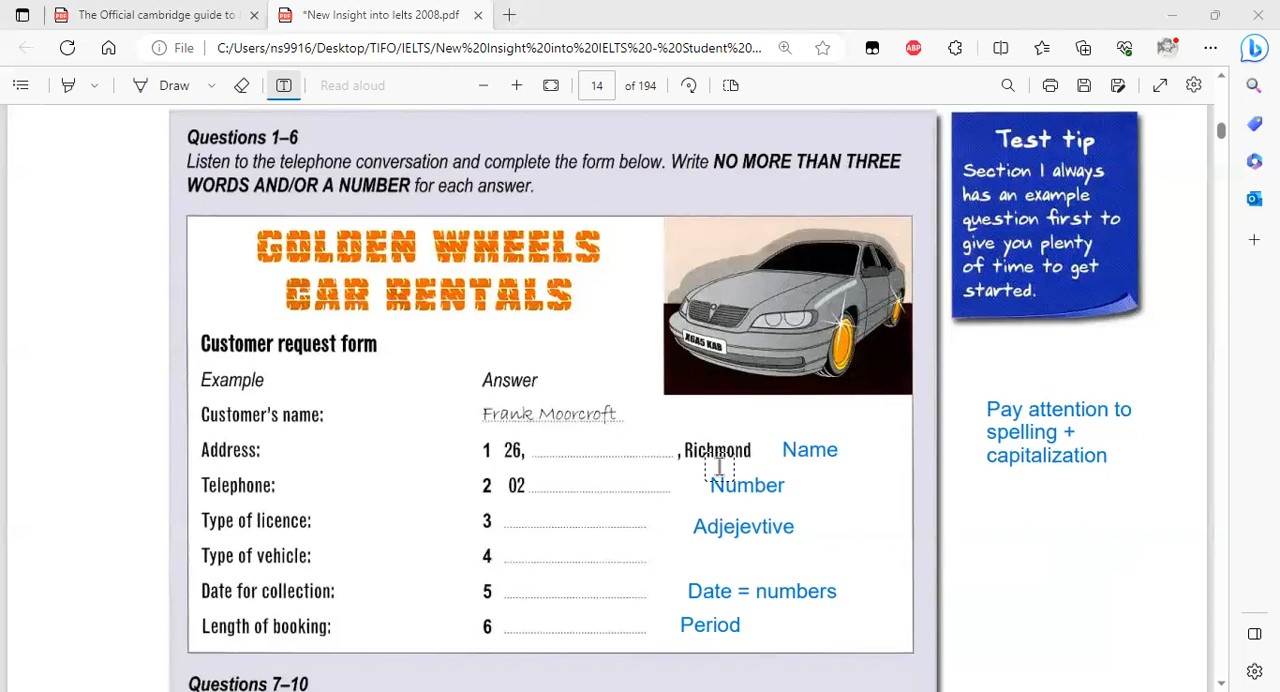 The Official cambridge guide to
*New Insight into Ielts 2008.pdf
File
C:/Users/ns9916/Desktop/TIFO/IELTS/New%20Insight%20into%20IELTS%20-%20Student%20...
ABP
Draw
Read aloud
14 of 194
Questions 1–6
Listen to the telephone conversation and complete the form below. Write NO MORE THAN THREE
WORDS AND/OR A NUMBER for each answer.
GOLDEN WHEELS
CAR RENTALS
X6A5 KAB
Customer request form
Example Answer
Customer's name: Frank Moorcroft
Address: 1 26, , Richmond Name
Telephone: 2 02 Number
Type of licence: 3 Adjejevtive
Type of vehicle: 4
Date for collection: 5 Date = numbers
Length of booking: 6 Period
Questions 7–10
Test tip
Section 1 always
has an example
question first to
give you plenty
of time to get
started.
Pay attention to
spelling +
capitalization